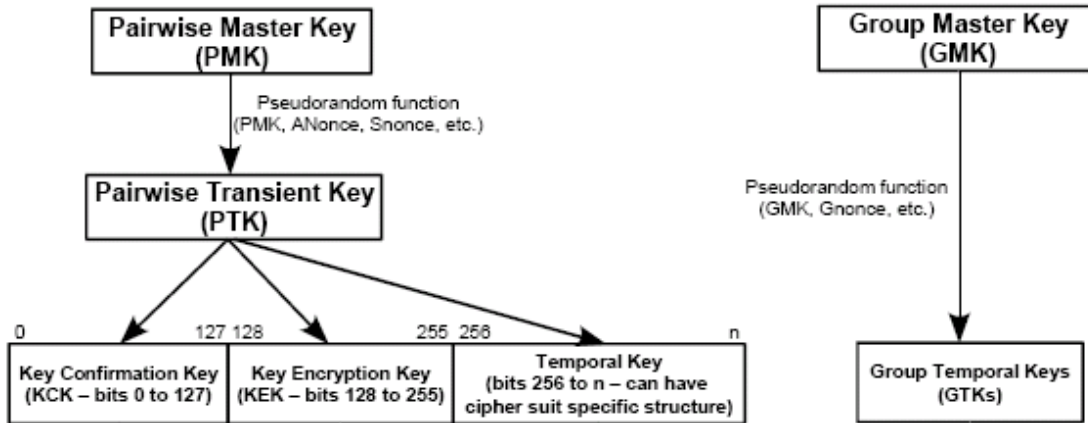 Pairwise Master Key
(PMK)
Pseudorandom function
(PMK, ANonce, Snonce, etc.)
Pairwise Transient Key
(PTK)
0 127 128 255 256 n
Key Confirmation Key
(KCK – bits 0 to 127)
Key Encryption Key
(KEK – bits 128 to 255)
Temporal Key
(bits 256 to n – can have
cipher suit specific structure)
Group Master Key
(GMK)
Pseudorandom function
(GMK, Gnonce, etc.)
Group Temporal Keys
(GTKs)